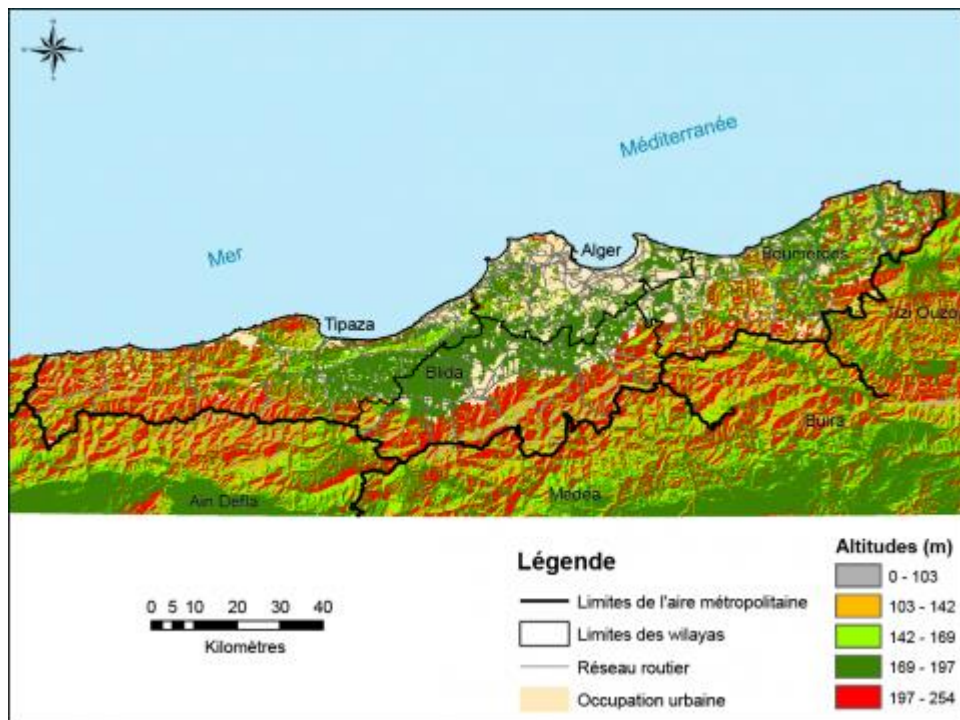 Méditerranée
Mer
Alger
Boumerdes
Tipaza
Tizi Ouzo
Blida
Buira
Ain Defla
Medea
Légende
Limites de l'aire métropolitaine
Limites des wilayas
Réseau routier
Occupation urbaine
Altitudes (m)
0 - 103
103 - 142
142 - 169
169 - 197
197 - 254
0 5 10 20 30 40
Kilomètres